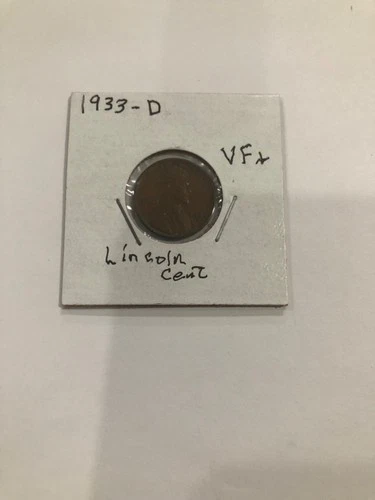 1933-D
VF+
Lincoln
Cent